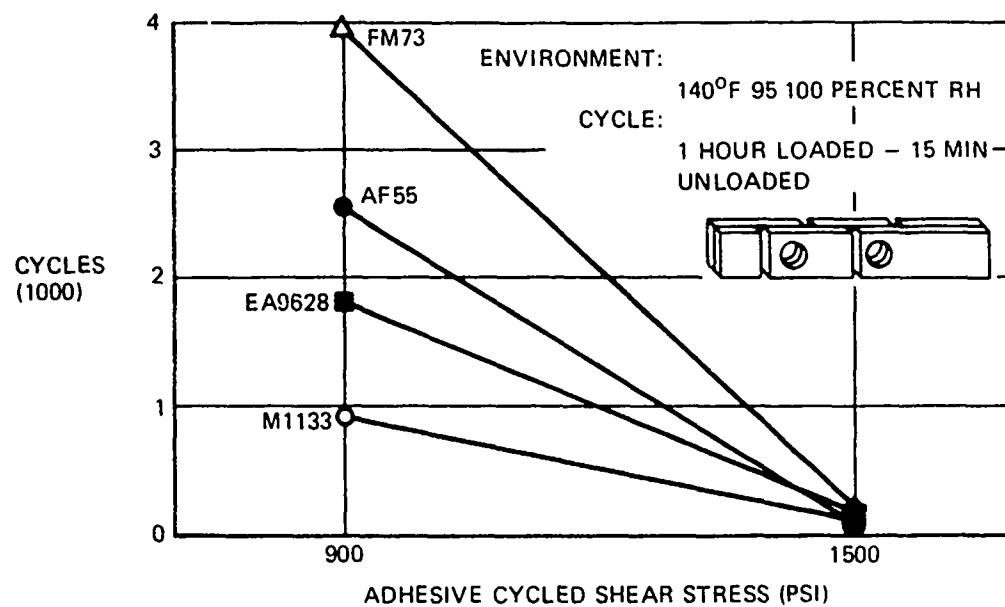 4
FM73
ENVIRONMENT:
140°F 95 100 PERCENT RH
CYCLE:
3
1 HOUR LOADED – 15 MIN
UNLOADED
AF55
CYCLES
(1000)
2
EA9628
1
M1133
0
900
1500
ADHESIVE CYCLED SHEAR STRESS (PSI)